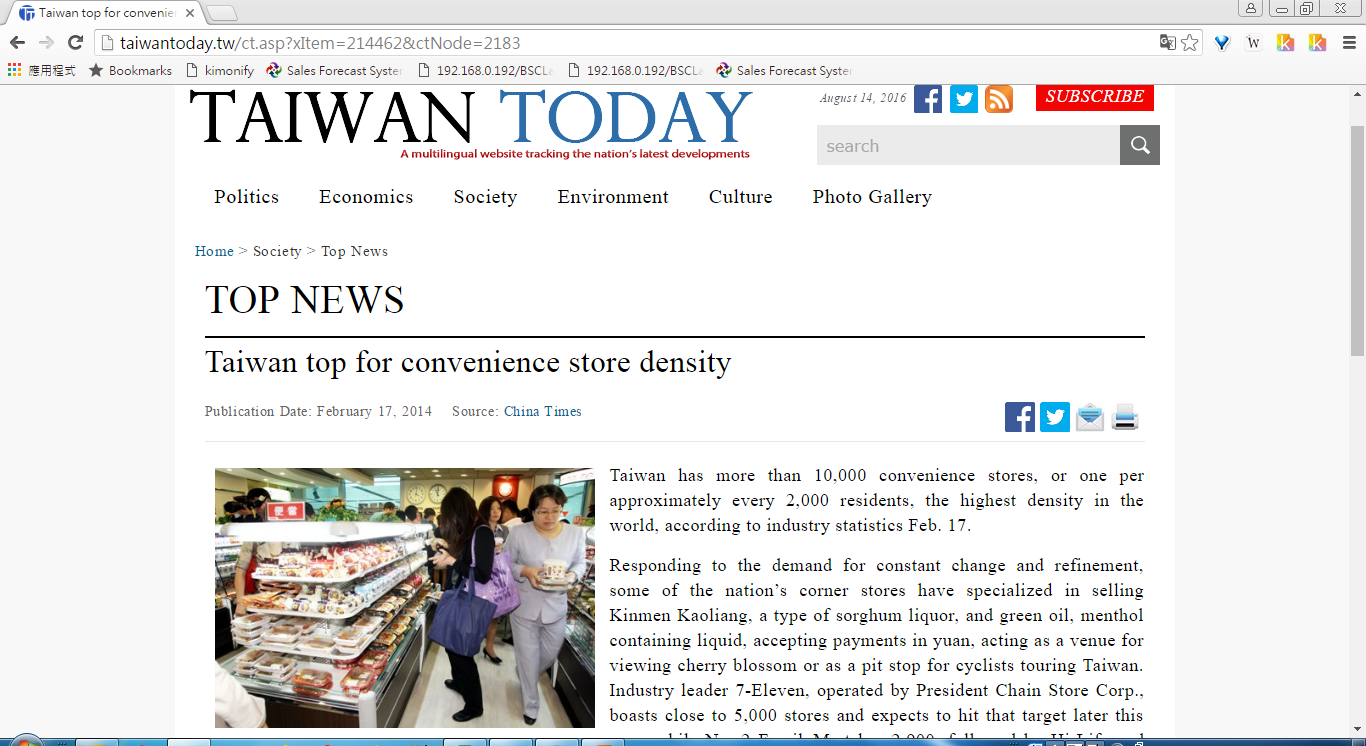 Taiwan top for convenien
taiwantoday.tw/ct.asp?xItem=214462&ctNode=2183
應用程式 Bookmarks kimonify Sales Forecast System 192.168.0.192/BSCLa 192.168.0.192/BSCLa Sales Forecast System
TAIWAN TODAY
A multilingual website tracking the nation's latest developments
August 14, 2016 SUBSCRIBE
search
Politics Economics Society Environment Culture Photo Gallery
Home > Society > Top News
TOP NEWS
Taiwan top for convenience store density
Publication Date: February 17, 2014 Source: China Times
便當
Taiwan has more than 10,000 convenience stores, or one per
approximately every 2,000 residents, the highest density in the
world, according to industry statistics Feb. 17.
Responding to the demand for constant change and refinement,
some of the nation's corner stores have specialized in selling
Kinmen Kaoliang, a type of sorghum liquor, and green oil, menthol
containing liquid, accepting payments in yuan, acting as a venue for
viewing cherry blossom or as a pit stop for cyclists touring Taiwan.
Industry leader 7-Eleven, operated by President Chain Store Corp.,
boasts close to 5,000 stores and expects to hit that target later this